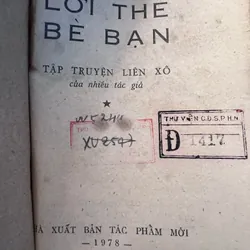 LỜI THỀ
BÈ BẠN
TẬP TRUYỆN LIÊN XÔ
của nhiều tác giả
THƯ VIỆN G.D.S.P.H.N
Đ 1417
XUẤT BẢN TÁC PHẨM MỚI
— 1978 —